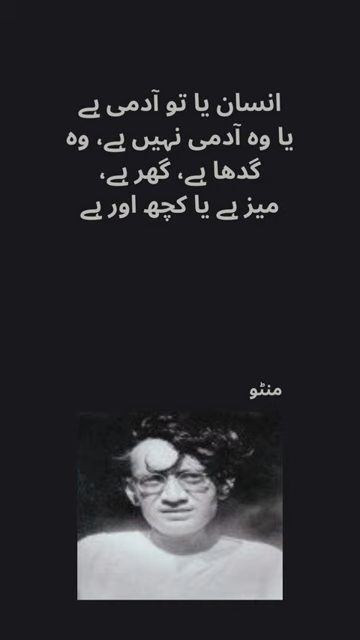 انسان یا تو آدمی ہے
یا وہ آدمی نہیں ہے، وہ
گدھا ہے، گھر ہے،
میز ہے یا کچھ اور ہے
منٹو